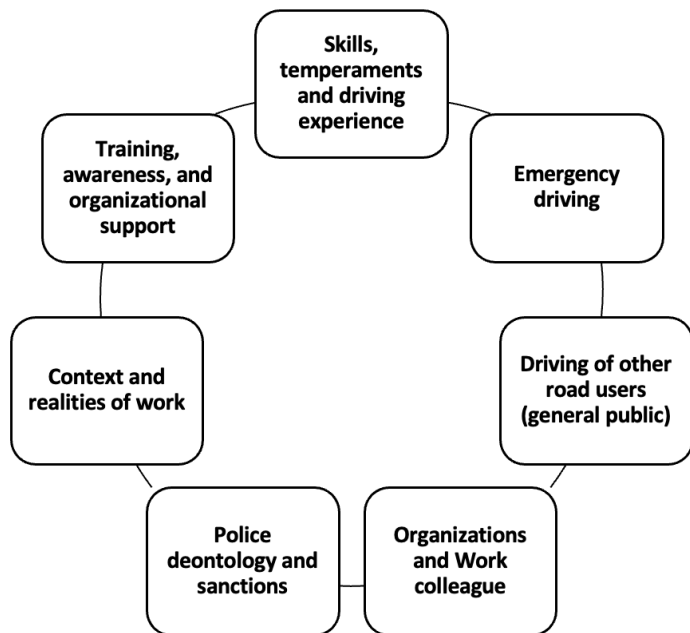 Skills,
temperaments
and driving
experience
Emergency
driving
Driving of other
road users
(general public)
Organizations
and Work
colleague
Police
deontology and
sanctions
Context and
realities of work
Training,
awareness, and
organizational
support